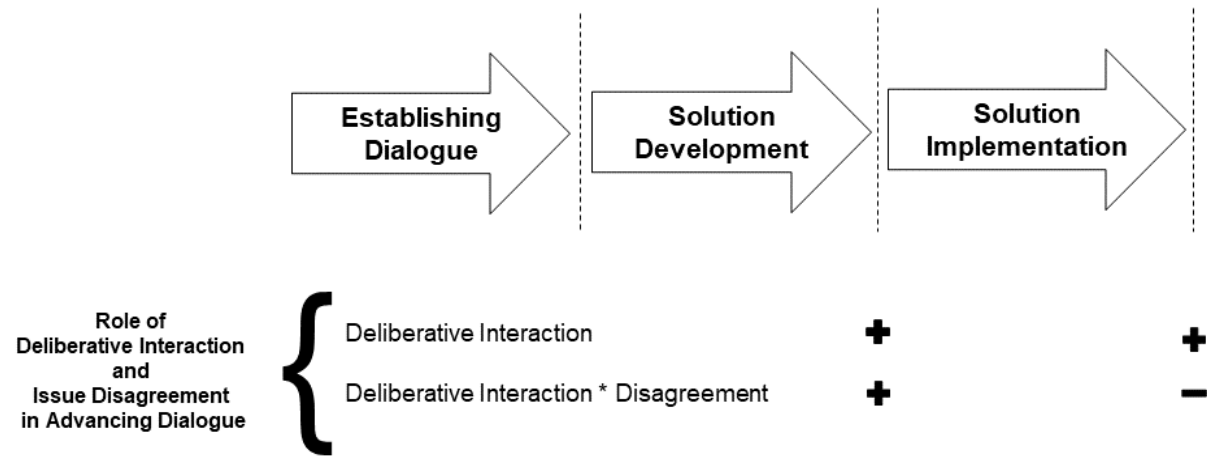 Establishing
Dialogue
Solution
Development
Solution
Implementation
Role of
Deliberative Interaction
and
Issue Disagreement
in Advancing Dialogue
{
Deliberative Interaction + +
Deliberative Interaction * Disagreement + −